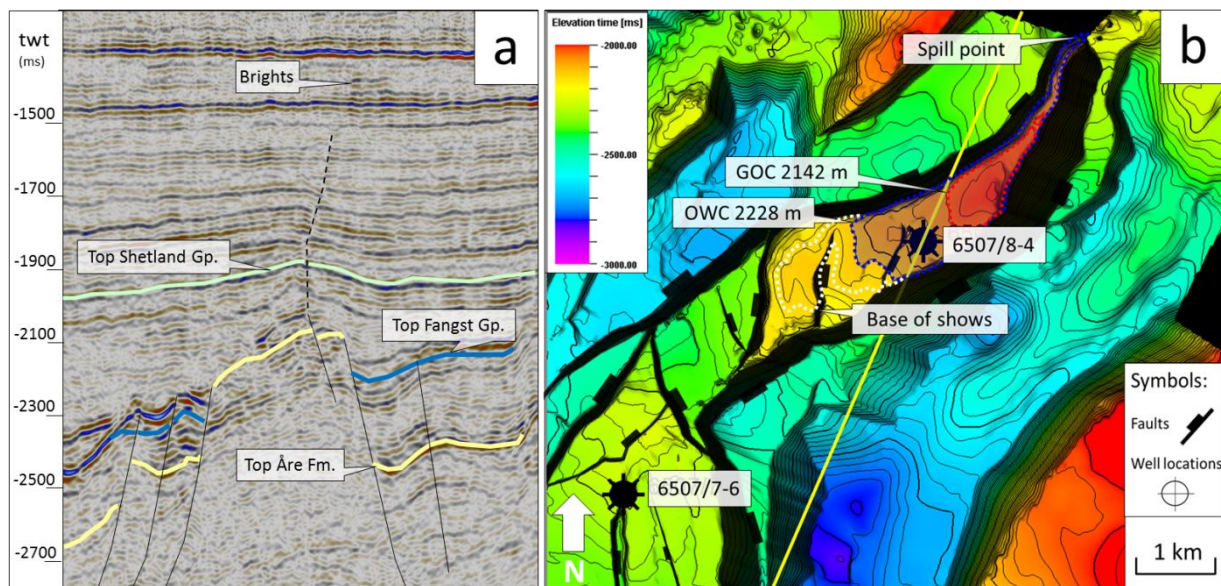 twt
(ms)
a
Brights
-1500
-1700
-1900
-2100
-2300
-2500
-2700
Top Shetland Gp.
Top Fangst Gp.
Top Åre Fm.
Elevation time [ms]
-2000.00
-2500.00
-3000.00
b
Spill point
GOC 2142 m
OWC 2228 m
6507/8-4
Base of shows
6507/7-6
N
Symbols:
Faults
Well locations
1 km